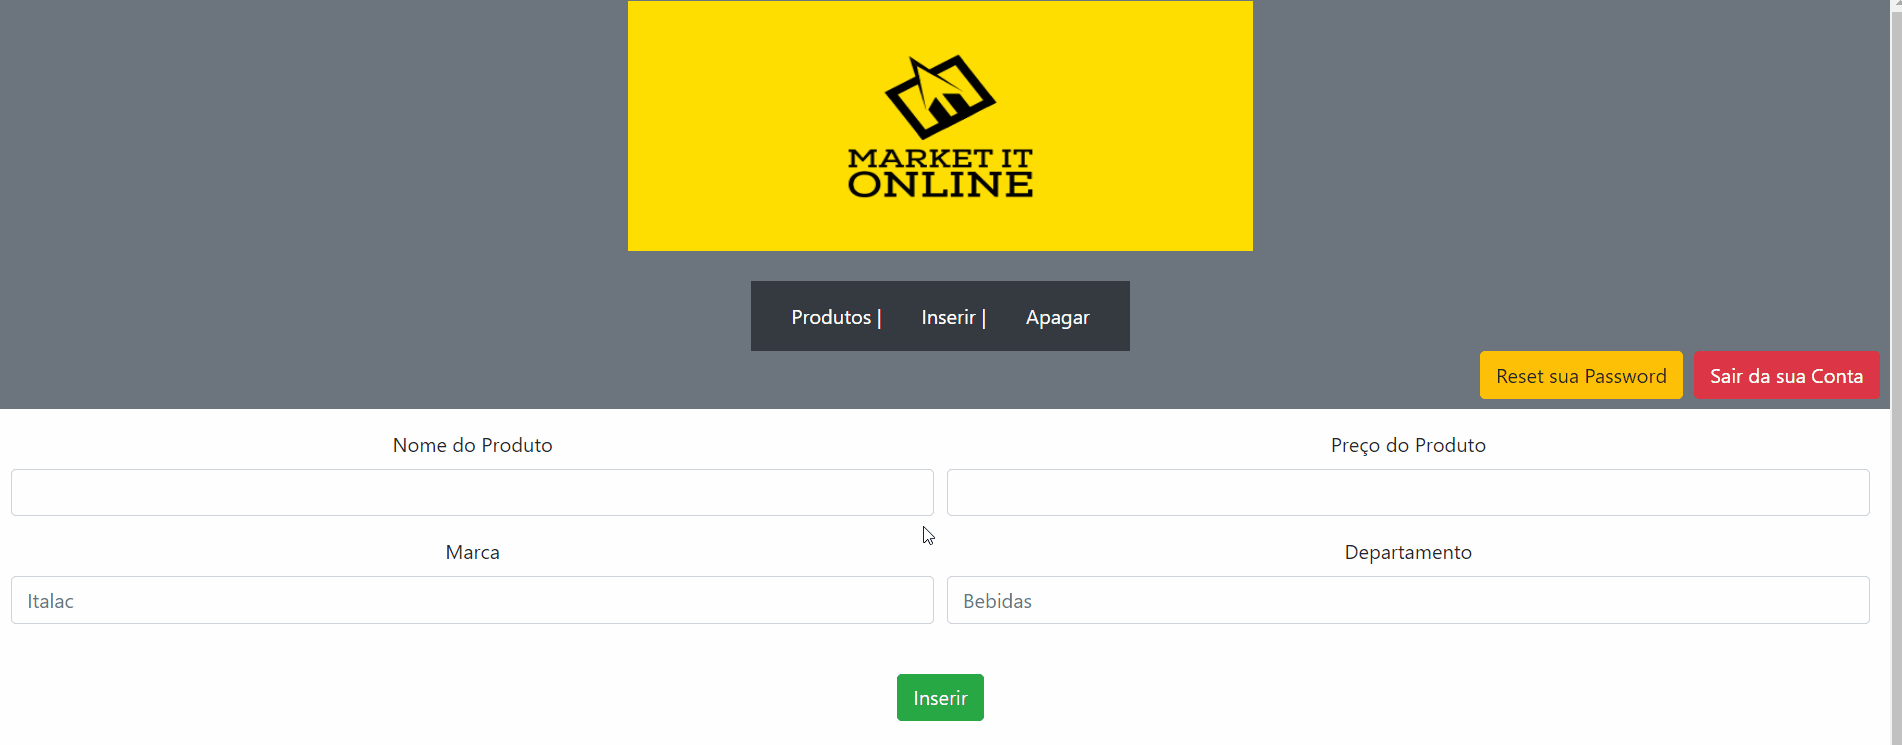 MARKET IT
ONLINE
Produtos | Inserir | Apagar
Reset sua Password Sair da sua Conta
Nome do Produto Preço do Produto
Marca Departamento
Italac Bebidas
Inserir